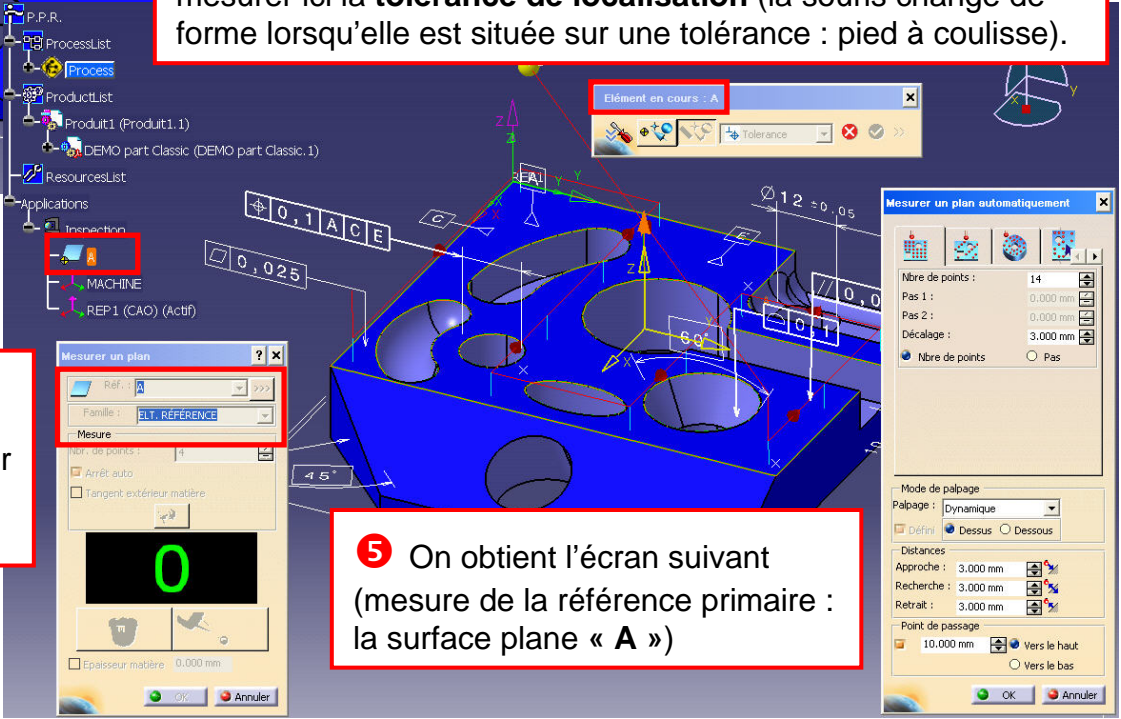 mesurer ici la tolérance de localisation (la souris change de
forme lorsqu'elle est située sur une tolérance : pied à coulisse).
P.P.R.
ProcessList
Process
ProductList
Produit1 (Produit1.1)
DEMO part Classic (DEMO part Classic.1)
ResourcesList
Applications
Inspection
A
MACHINE
REP1 (CAO) (Actif)
Elément en cours : A
Tolerance
0,1 A C E
0,025
C
E
A
Z
Y
X
Ø12 ±0,05
// 0,0
0,1
60°
45°
r
Mesurer un plan
Réf. : A
>>>
Famille : ELT. RÉFÉRENCE
Mesure
Nbr. de points : 4
Arrêt auto
Tangent extérieur matière
0
Epaisseur matière 0.000 mm
OK Annuler
❺ On obtient l'écran suivant
(mesure de la référence primaire :
la surface plane « A »)
Mesurer un plan automatiquement
Nbre de points : 14
Pas 1 : 0.000 mm
Pas 2 : 0.000 mm
Décalage : 3.000 mm
Nbre de points Pas
Mode de palpage
Palpage : Dynamique
Défini Dessus Dessous
Distances
Approche : 3.000 mm
Recherche : 3.000 mm
Retrait : 3.000 mm
Point de passage
10.000 mm Vers le haut
Vers le bas
OK Annuler